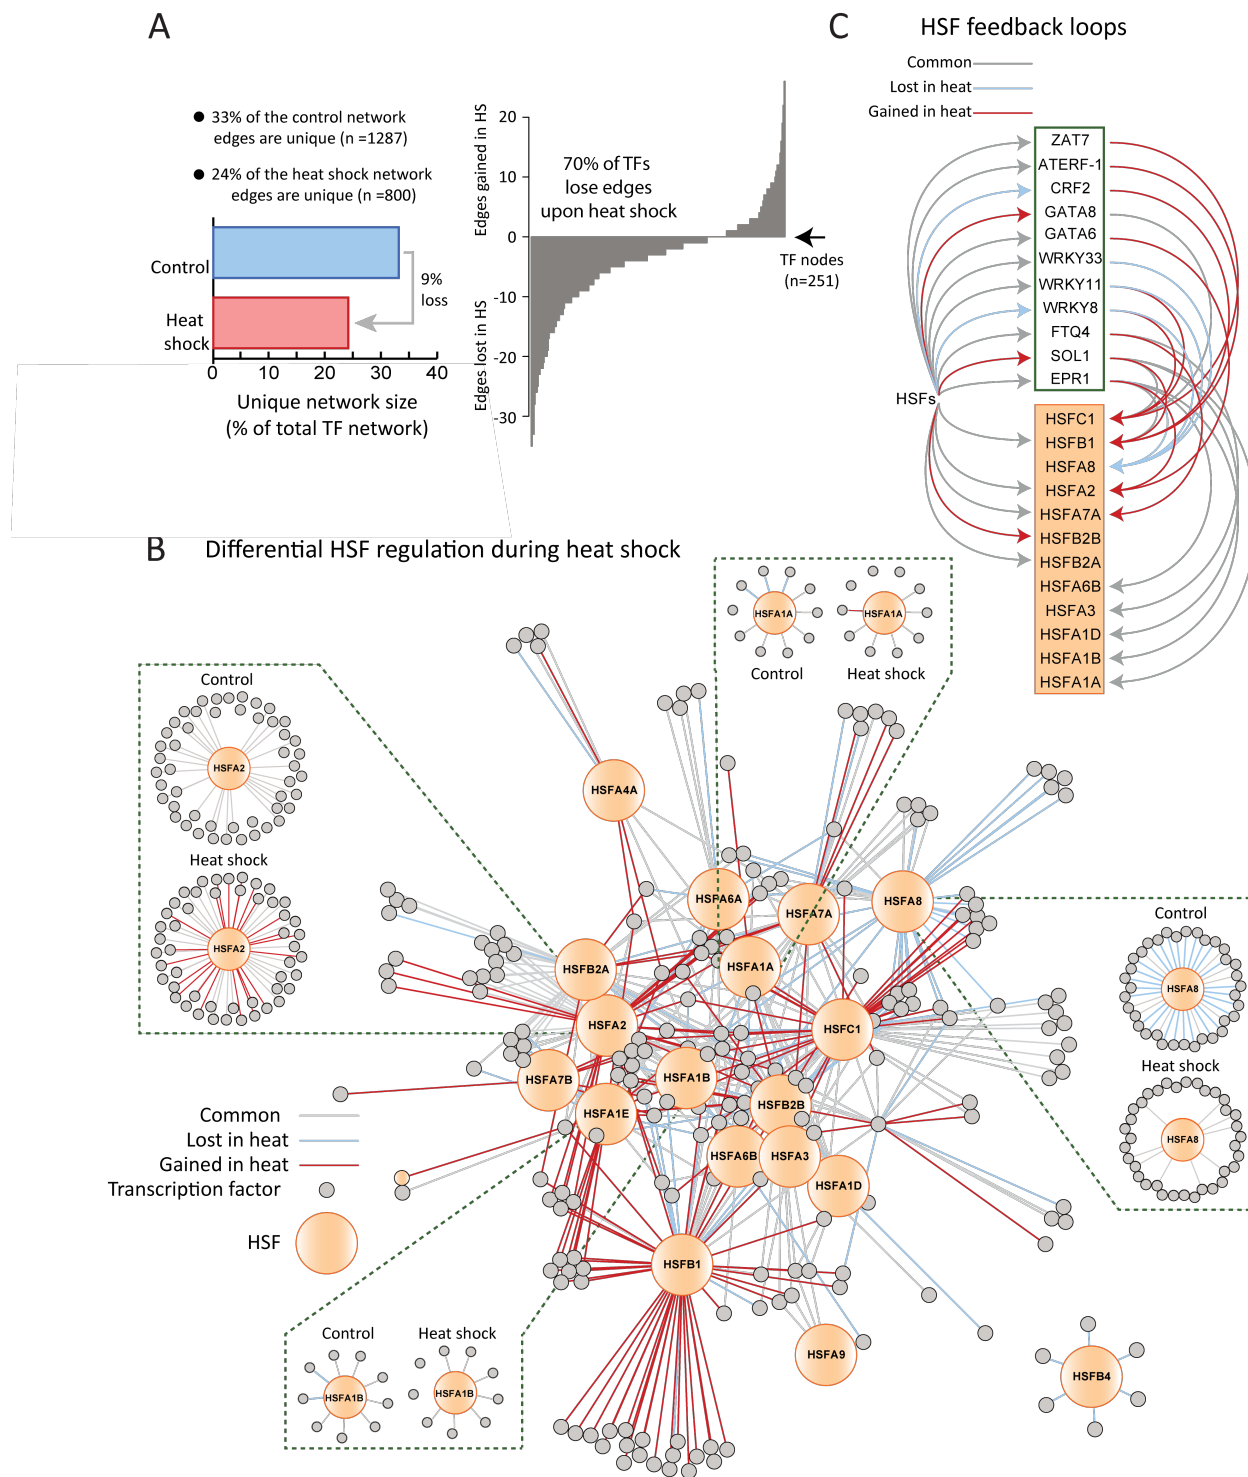 A
33% of the control network
edges are unique (n =1287)
24% of the heat shock network
edges are unique (n =800)
Control
Heat
shock
9%
loss
0
10
20
30
40
Unique network size
(% of total TF network)
Edges gained in HS
Edges lost in HS
20
10
0
-10
-20
-30
70% of TFs
lose edges
upon heat shock
TF nodes
(n=251)
C
HSF feedback loops
Common
Lost in heat
Gained in heat
ZAT7
ATERF-1
CRF2
GATA8
GATA6
WRKY33
WRKY11
WRKY8
FTQ4
SOL1
EPR1
HSFs
HSFC1
HSFB1
HSFA8
HSFA2
HSFA7A
HSFB2B
HSFB2A
HSFA6B
HSFA3
HSFA1D
HSFA1B
HSFA1A
B
Differential HSF regulation during heat shock
HSFA1A
HSFA1A
Control
Heat shock
Control
HSFA2
Heat shock
HSFA2
HSFA4A
HSFA6A
HSFA7A
HSFA8
HSFB2A
HSFA1A
HSFA2
HSFC1
HSFA7B
HSFA1B
HSFA1E
HSFB2B
HSFA6B
HSFA3
HSFA1D
HSFB1
HSFA9
HSFB4
Control
HSFA8
Heat shock
HSFA8
Common
Lost in heat
Gained in heat
Transcription factor
HSF
Control
Heat shock
HSFA1B
HSFA1B